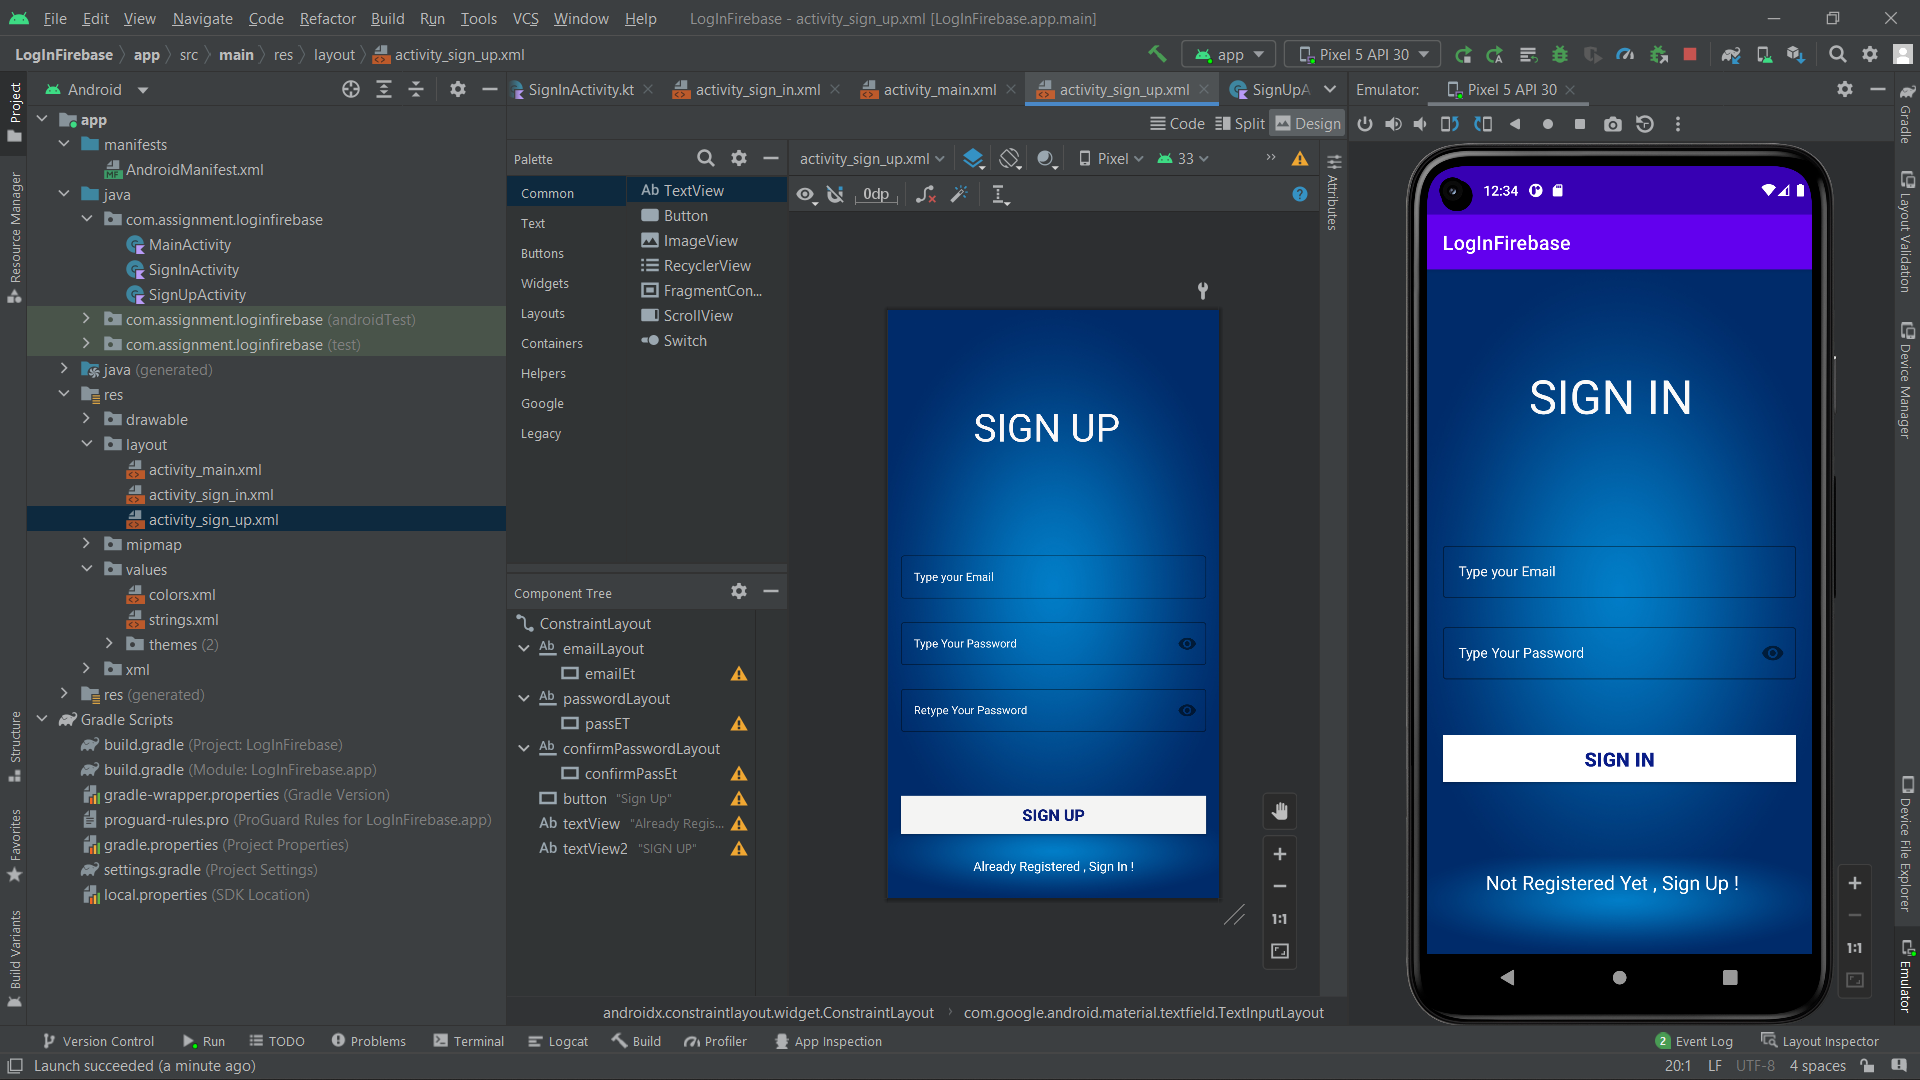 File Edit View Navigate Code Refactor Build Run Tools VCS Window Help LogInFirebase - activity_sign_up.xml [LogInFirebase.app.main]
LogInFirebase app src main res layout activity_sign_up.xml
app Pixel 5 API 30
Project
Resource Manager
Structure
Favorites
Build Variants
Android
app
manifests
AndroidManifest.xml
java
com.assignment.loginfirebase
MainActivity
SignInActivity
SignUpActivity
com.assignment.loginfirebase (androidTest)
com.assignment.loginfirebase (test)
java (generated)
res
drawable
layout
activity_main.xml
activity_sign_in.xml
activity_sign_up.xml
mipmap
values
colors.xml
strings.xml
themes (2)
xml
res (generated)
Gradle Scripts
build.gradle (Project: LogInFirebase)
build.gradle (Module: LogInFirebase.app)
gradle-wrapper.properties (Gradle Version)
proguard-rules.pro (ProGuard Rules for LogInFirebase.app)
gradle.properties (Project Properties)
settings.gradle (Project Settings)
local.properties (SDK Location)
SignInActivity.kt activity_sign_in.xml activity_main.xml activity_sign_up.xml SignUpA
Code Split Design
Palette
Common
Text
Buttons
Widgets
Layouts
Containers
Helpers
Google
Legacy
Ab TextView
Button
ImageView
RecyclerView
FragmentCon...
ScrollView
Switch
Component Tree
ConstraintLayout
Ab emailLayout
emailEt
Ab passwordLayout
passET
Ab confirmPasswordLayout
confirmPassEt
button "Sign Up"
Ab textView "Already Regis...
Ab textView2 "SIGN UP"
activity_sign_up.xml Pixel 33
0dp
Attributes
SIGN UP
Type your Email
Type Your Password
Retype Your Password
SIGN UP
Already Registered , Sign In !
1:1
androidx.constraintlayout.widget.ConstraintLayout com.google.android.material.textfield.TextInputLayout
Emulator: Pixel 5 API 30
12:34
LogInFirebase
SIGN IN
Type your Email
Type Your Password
SIGN IN
Not Registered Yet , Sign Up !
1:1
Gradle
Layout Validation
Device Manager
Device File Explorer
Emulator
Version Control Run TODO Problems Terminal Logcat Build Profiler App Inspection 2 Event Log Layout Inspector
Launch succeeded (a minute ago) 20:1 LF UTF-8 4 spaces